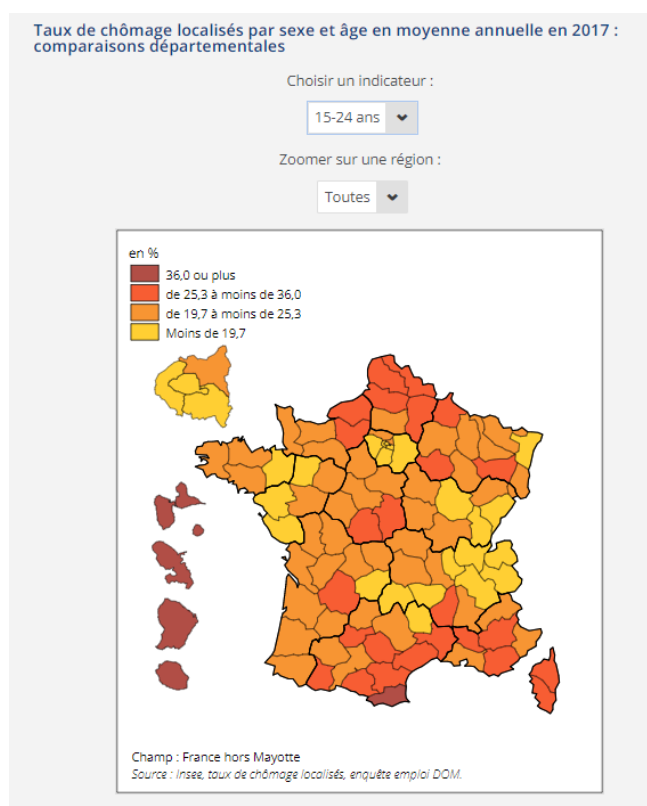 Taux de chômage localisés par sexe et âge en moyenne annuelle en 2017 :
comparaisons départementales
Choisir un indicateur :
15-24 ans
Zoomer sur une région :
Toutes
en %
36,0 ou plus
de 25,3 à moins de 36,0
de 19,7 à moins de 25,3
Moins de 19,7
Champ : France hors Mayotte
Source : Insee, taux de chômage localisés, enquête emploi DOM.